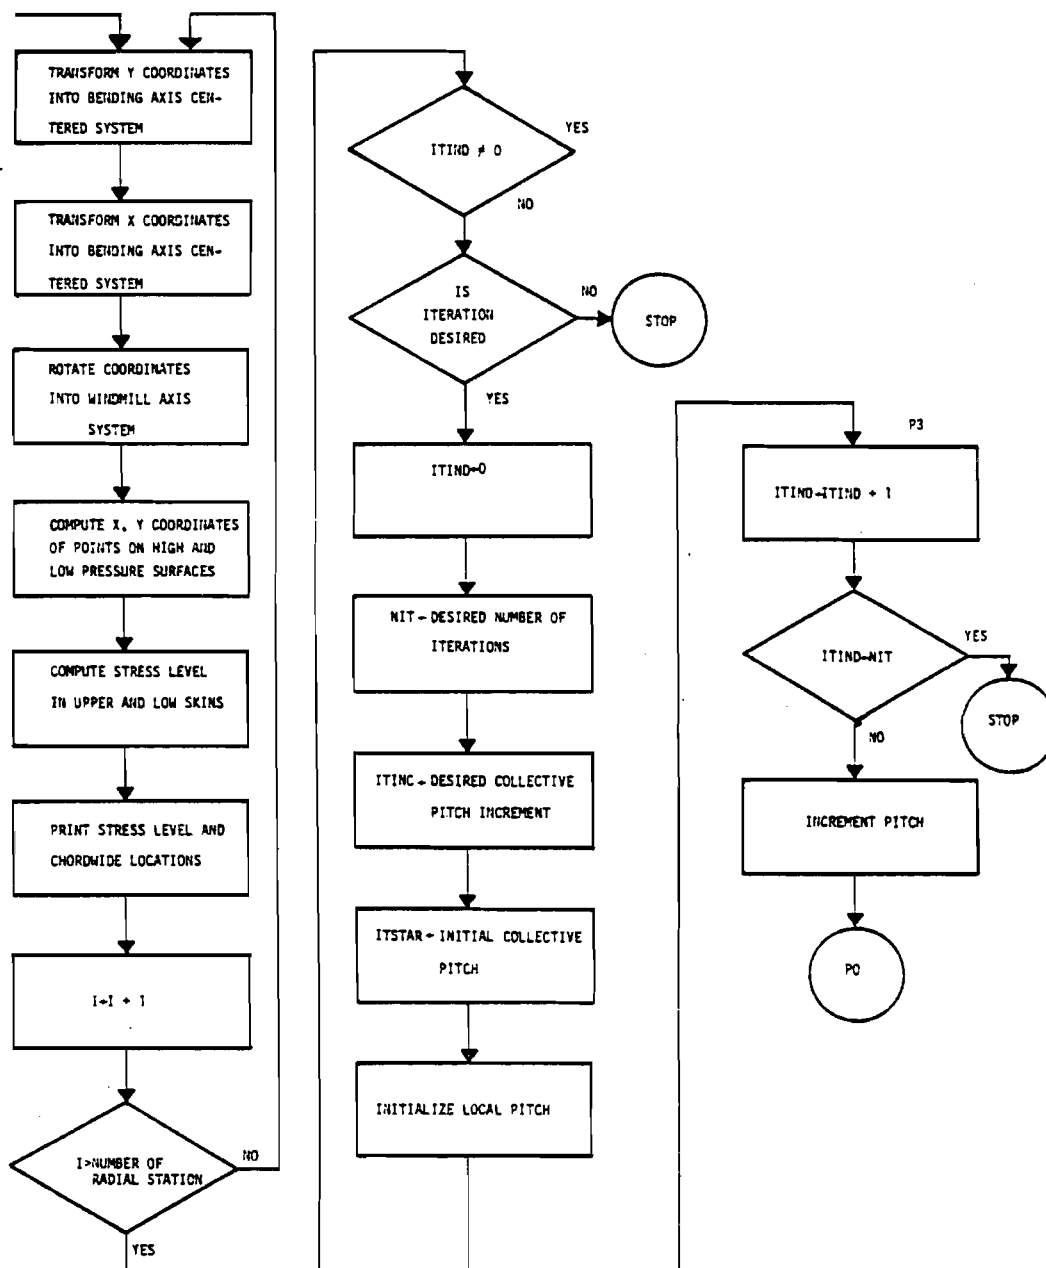 TRANSFORM Y COORDINATES
INTO BENDING AXIS CEN-
TERED SYSTEM
TRANSFORM X COORDINATES
INTO BENDING AXIS CEN-
TERED SYSTEM
ROTATE COORDINATES
INTO WINDMILL AXIS
SYSTEM
COMPUTE X, Y COORDINATES
OF POINTS ON HIGH AND
LOW PRESSURE SURFACES
COMPUTE STRESS LEVEL
IN UPPER AND LOW SKINS
PRINT STRESS LEVEL AND
CHORDWIDE LOCATIONS
I←I + 1
I>NUMBER OF
RADIAL STATION
NO
YES
ITIND ≠ 0
YES
NO
IS
ITERATION
DESIRED
NO
STOP
YES
ITIND←0
NIT←DESIRED NUMBER OF
ITERATIONS
ITINC←DESIRED COLLECTIVE
PITCH INCREMENT
ITSTAR←INITIAL COLLECTIVE
PITCH
INITIALIZE LOCAL PITCH
P3
ITIND←ITIND + 1
ITIND=NIT
YES
STOP
NO
INCREMENT PITCH
PO